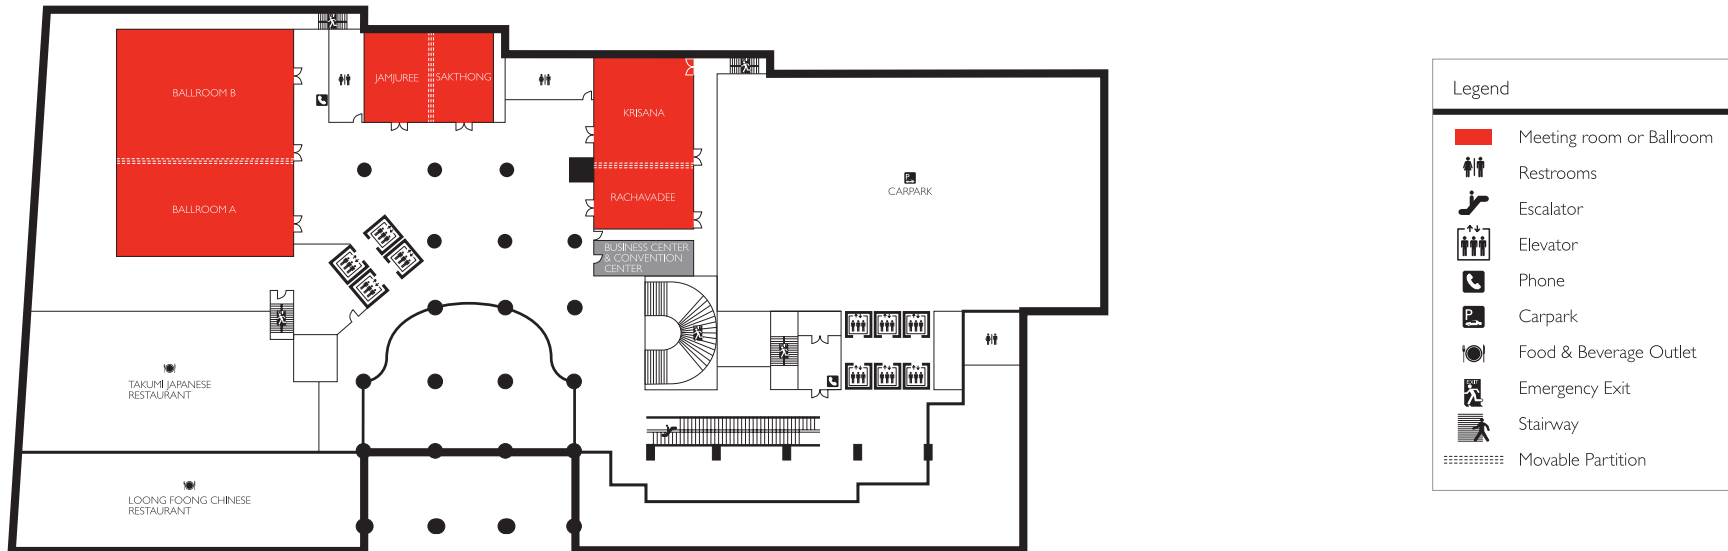 BALLROOM B
BALLROOM A
JAMJUREE
SAKTHONG
KRISANA
RACHAVADEE
BUSINESS CENTER
& CONVENTION
CENTER
P
CARPARK
TAKUMI JAPANESE
RESTAURANT
LOONG FOONG CHINESE
RESTAURANT
Legend
Meeting room or Ballroom
Restrooms
Escalator
Elevator
Phone
P
Carpark
Food & Beverage Outlet
EXIT
Emergency Exit
Stairway
Movable Partition